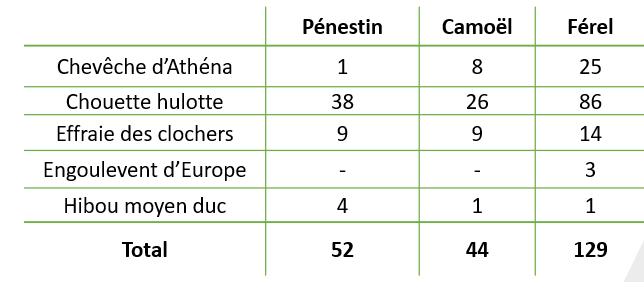 Pénestin Camoël Férel
Chevêche d'Athéna 1 8 25
Chouette hulotte 38 26 86
Effraie des clochers 9 9 14
Engoulevent d'Europe - - 3
Hibou moyen duc 4 1 1
Total 52 44 129